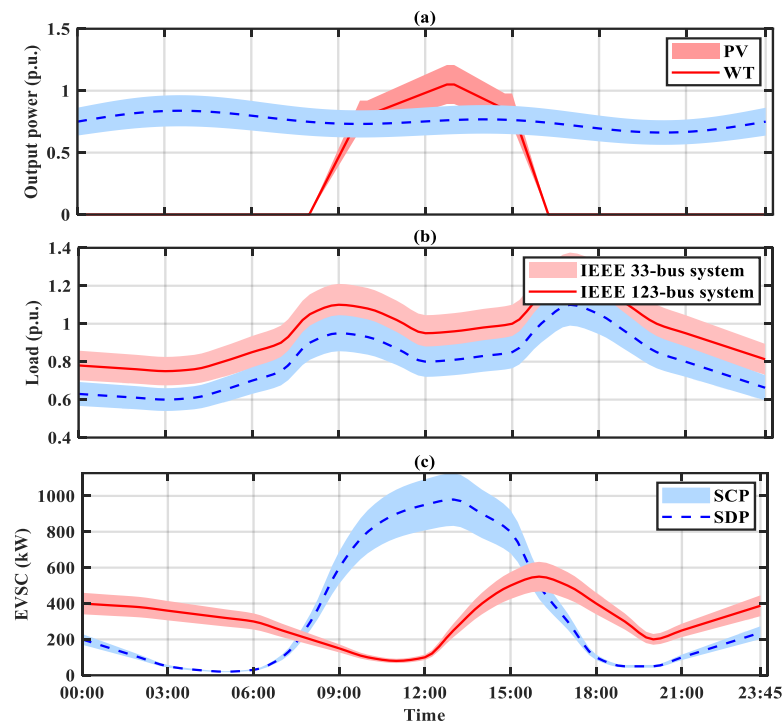 (a)
Output power (p.u.)
1.5
1
0.5
0
PV
WT
(b)
Load (p.u.)
1.4
1.2
1
0.8
0.6
0.4
IEEE 33-bus system
IEEE 123-bus system
(c)
EVSC (kW)
1000
800
600
400
200
0
SCP
SDP
00:00 03:00 06:00 09:00 12:00 15:00 18:00 21:00 23:45
Time